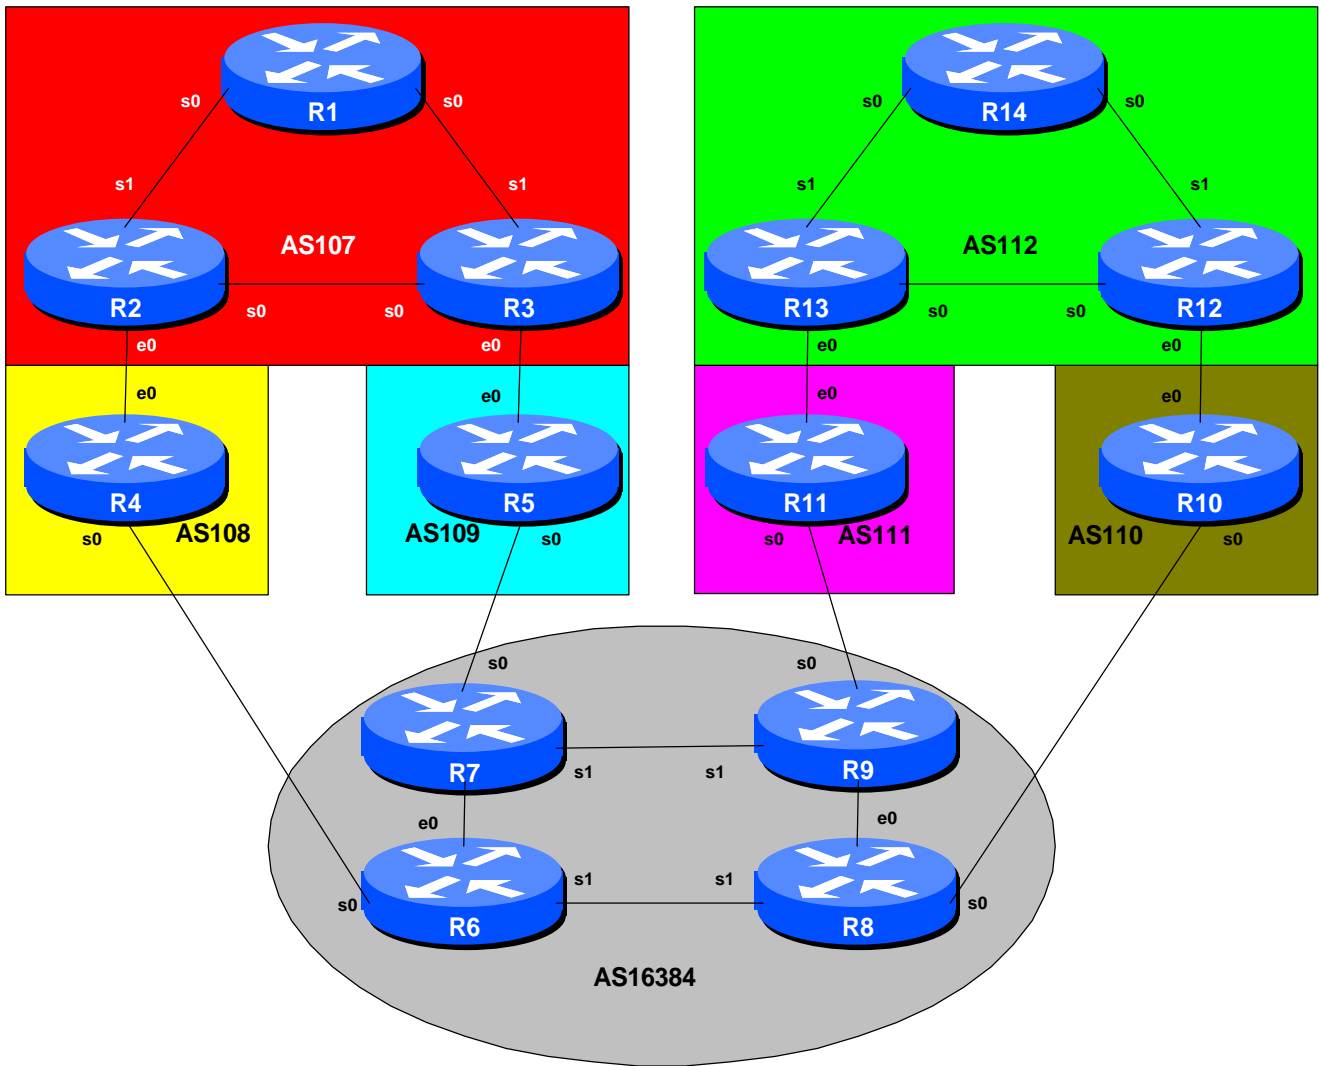 s0 R1 s0
s0 R14 s0
s1 s1
s1 s1
AS107
AS112
R2 s0 s0 R3
R13 s0 s0 R12
e0 e0
e0 e0
e0 e0
e0 e0
R4 R5
R11 R10
s0 AS108
AS109 s0
s0 AS111
AS110 s0
s0 s0
R7 s1 s1 R9
e0 e0
s1 s1
s0 R6 R8 s0
AS16384